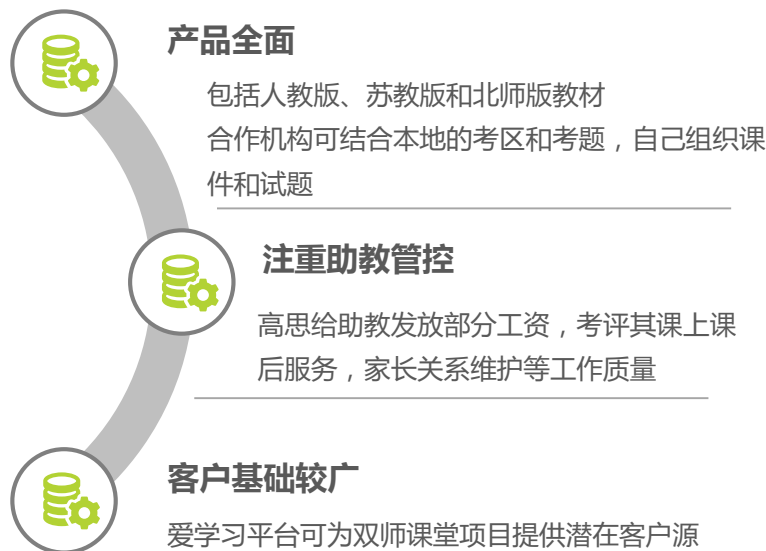 产品全面
包括人教版、苏教版和北师版教材
合作机构可结合本地的考区和考题，自己组织课
件和试题
注重助教管控
高思给助教发放部分工资，考评其课上课
后服务，家长关系维护等工作质量
客户基础较广
爱学习平台可为双师课堂项目提供潜在客户源